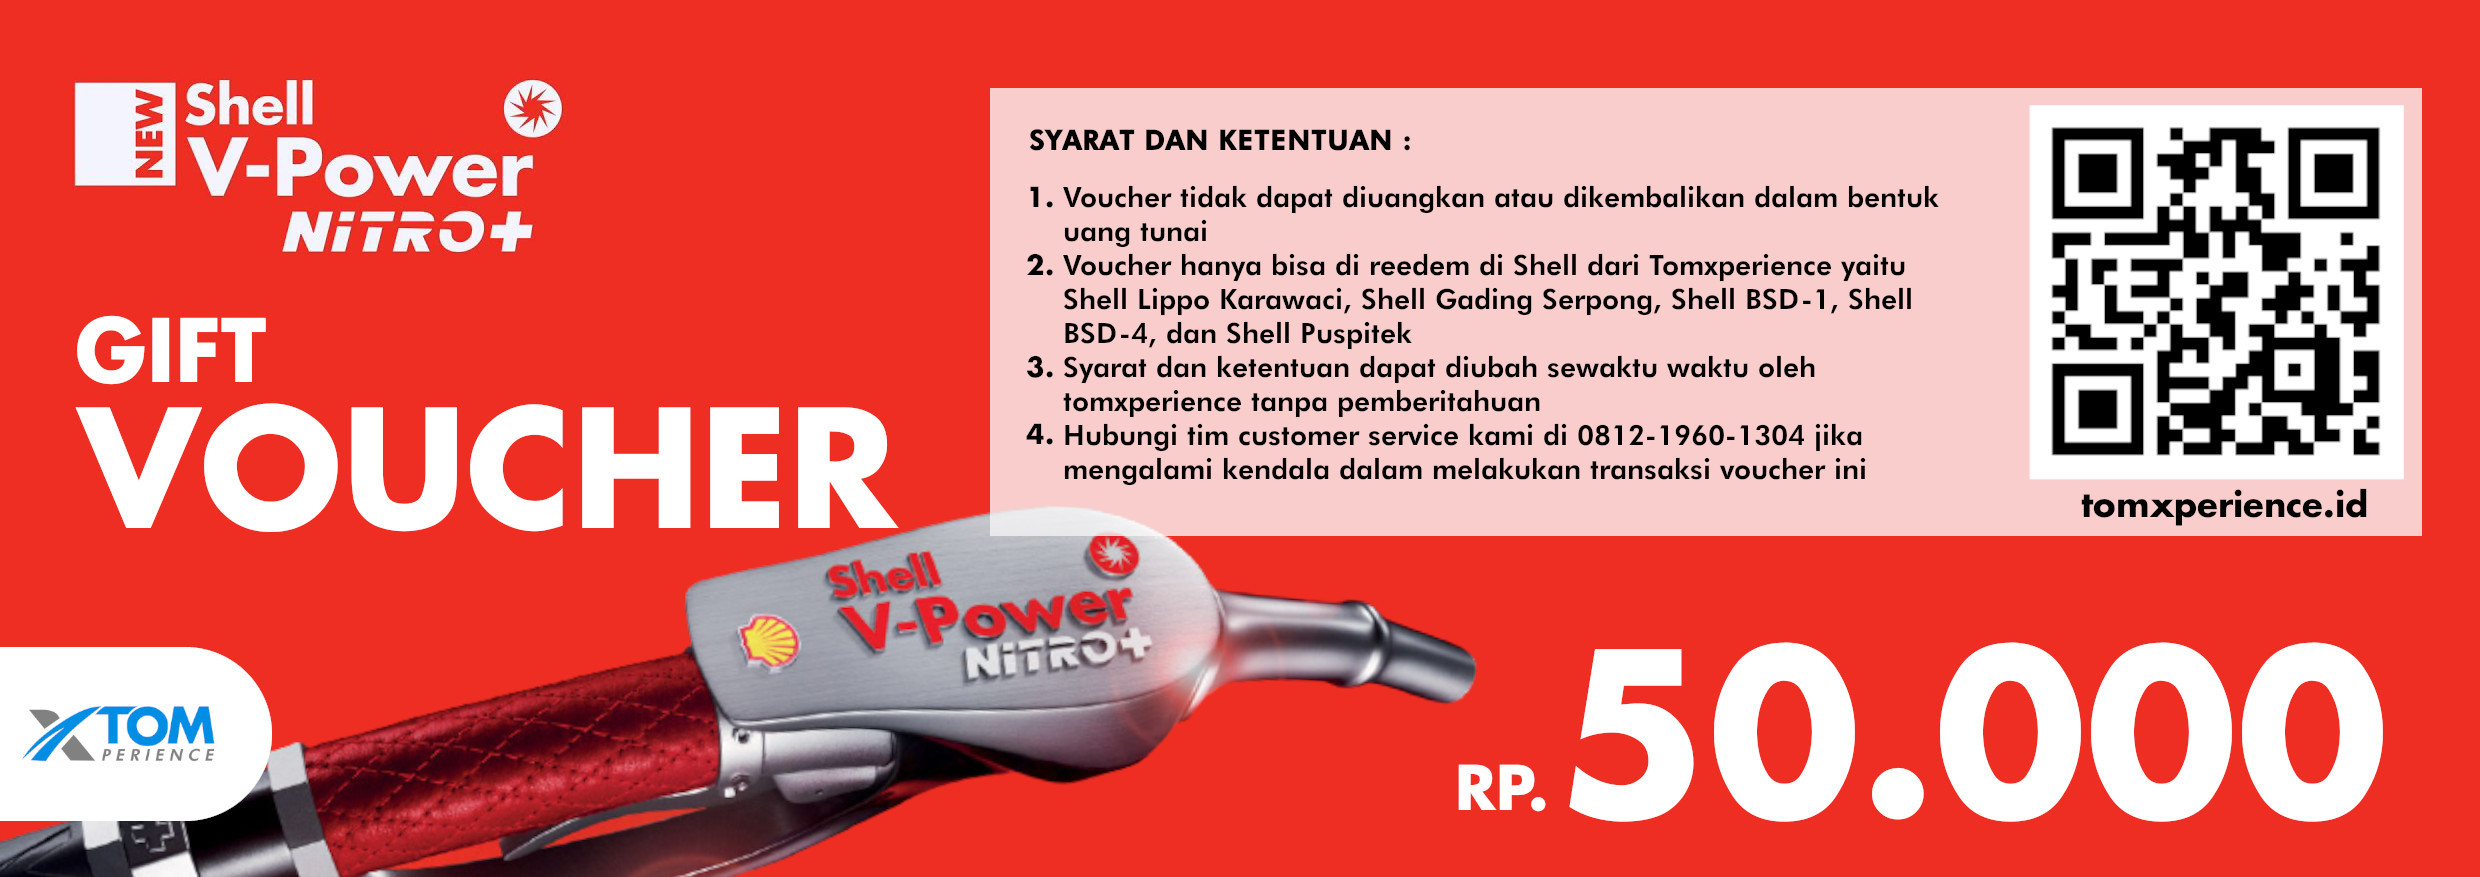 NEW
Shell
V-Power
NiTRO+
GIFT
VOUCHER
SYARAT DAN KETENTUAN :
1. Voucher tidak dapat diuangkan atau dikembalikan dalam bentuk
uang tunai
2. Voucher hanya bisa di reedem di Shell dari Tomxperience yaitu
Shell Lippo Karawaci, Shell Gading Serpong, Shell BSD-1, Shell
BSD-4, dan Shell Puspitek
3. Syarat dan ketentuan dapat diubah sewaktu waktu oleh
tomxperience tanpa pemberitahuan
4. Hubungi tim customer service kami di 0812-1960-1304 jika
mengalami kendala dalam melakukan transaksi voucher ini
tomxperience.id
Shell
V-Power
NiTRO+
XTOM
PERIENCE
RP. 50.000